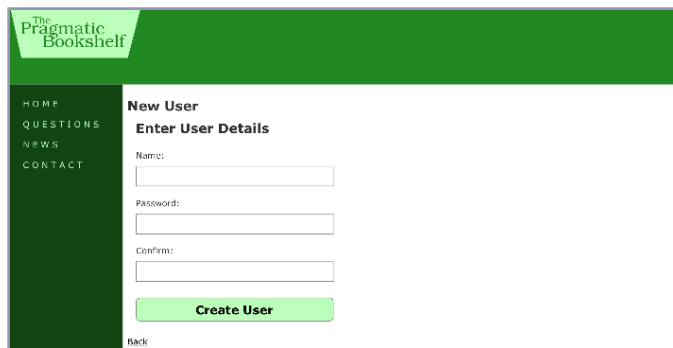 The
Pragmatic
Bookshelf
HOME
QUESTIONS
NEWS
CONTACT
New User
Enter User Details
Name:
Password:
Confirm:
Create User
Back